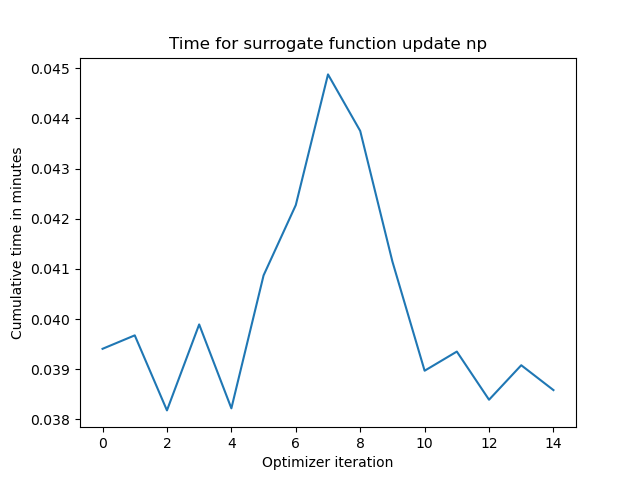 Time for surrogate function update np
0.045
0.044
0.043
0.042
0.041
0.040
0.039
0.038
Cumulative time in minutes
0 2 4 6 8 10 12 14
Optimizer iteration